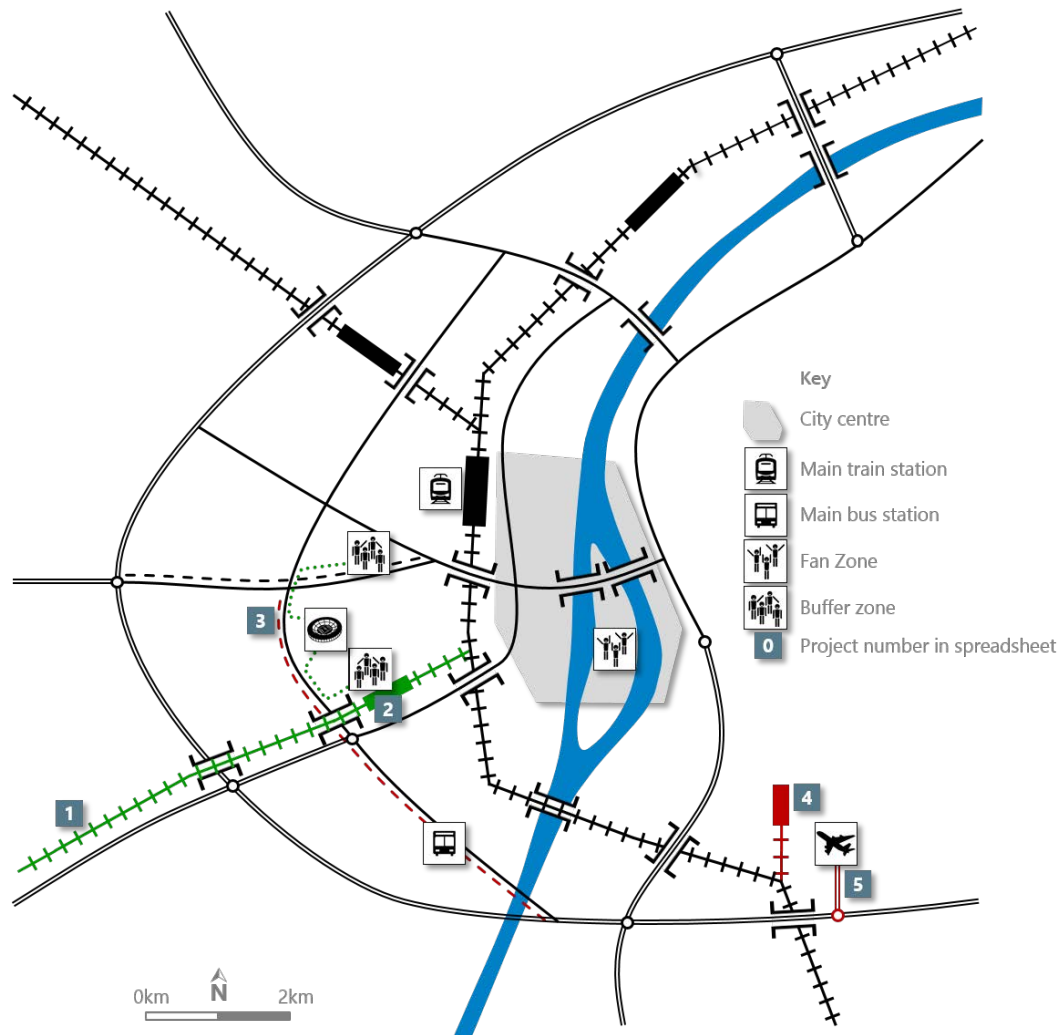 Key
City centre
Main train station
Main bus station
Fan Zone
Buffer zone
0 Project number in spreadsheet
3
2
1
4
5
0km N 2km